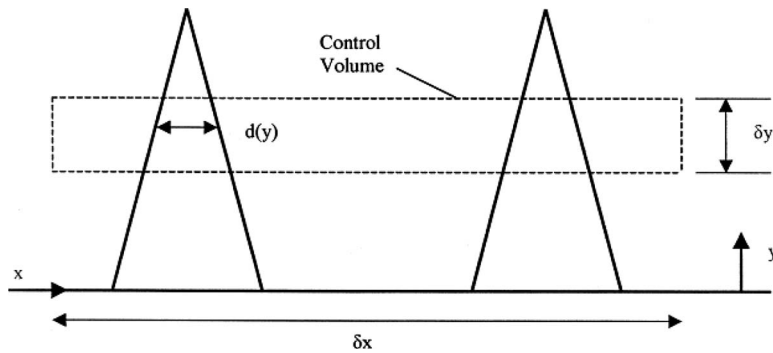 Control
Volume
d(y)
δy
x
y
δx